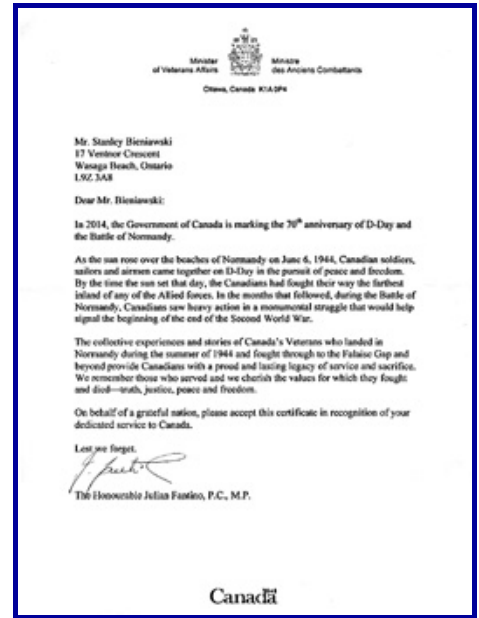 Minister
of Veterans Affairs
Ministre
des Anciens Combattants
Ottawa, Canada K1A 0P4
Mr. Stanley Bieniawski
17 Ventnor Crescent
Wasaga Beach, Ontario
L9Z 3A8
Dear Mr. Bieniawski:
In 2014, the Government of Canada is marking the 70th anniversary of D-Day and
the Battle of Normandy.
As the sun rose over the beaches of Normandy on June 6, 1944, Canadian soldiers,
sailors and airmen came together on D-Day in the pursuit of peace and freedom.
By the time the sun set that day, the Canadians had fought their way the farthest
inland of any of the Allied forces. In the months that followed, during the Battle of
Normandy, Canadians saw heavy action in a monumental struggle that would help
signal the beginning of the end of the Second World War.
The collective experiences and stories of Canada's Veterans who landed in
Normandy during the summer of 1944 and fought through to the Falaise Gap and
beyond provide Canadians with a proud and lasting legacy of service and sacrifice.
We remember those who served and we cherish the values for which they fought
and died—truth, justice, peace and freedom.
On behalf of a grateful nation, please accept this certificate in recognition of your
dedicated service to Canada.
Lest we forget.
The Honourable Julian Fantino, P.C., M.P.
Canada